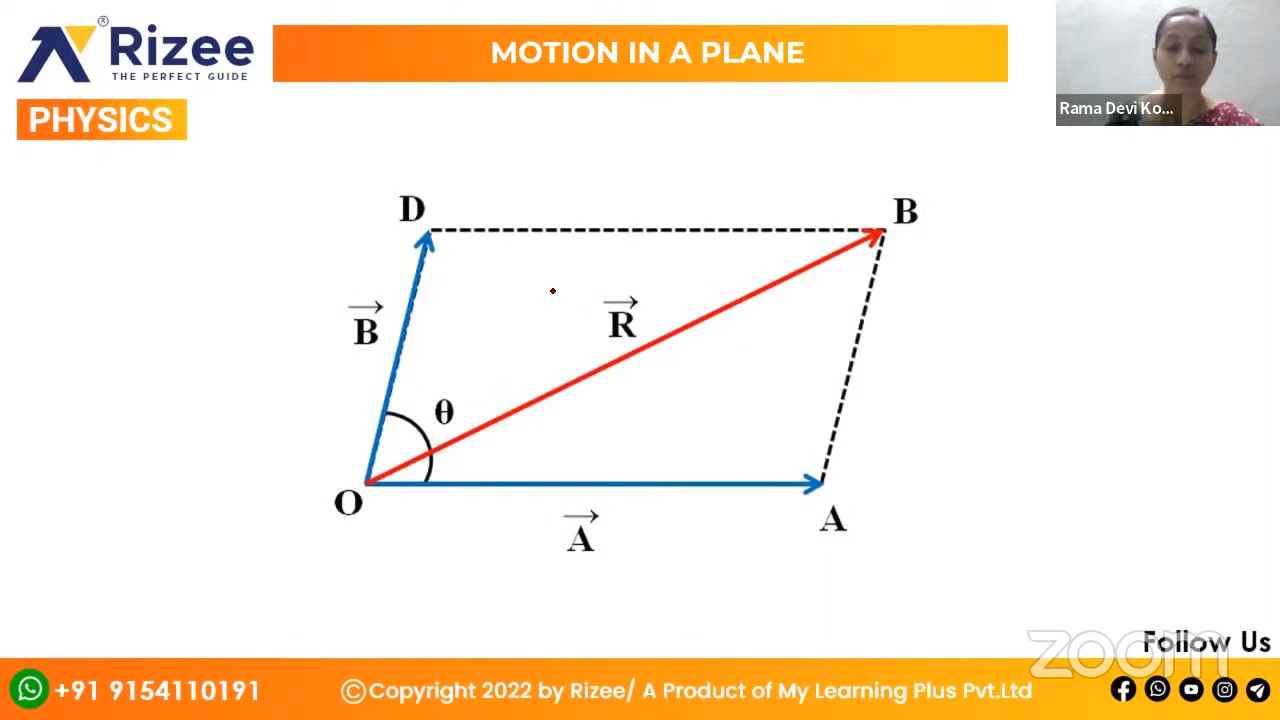 ® Rizee
THE PERFECT GUIDE
MOTION IN A PLANE
Rama Devi Ko...
PHYSICS
D
B
B
R
θ
O
A
A
Follow Us
zoom
+91 9154110191
©Copyright 2022 by Rizee/ A Product of My Learning Plus Pvt.Ltd